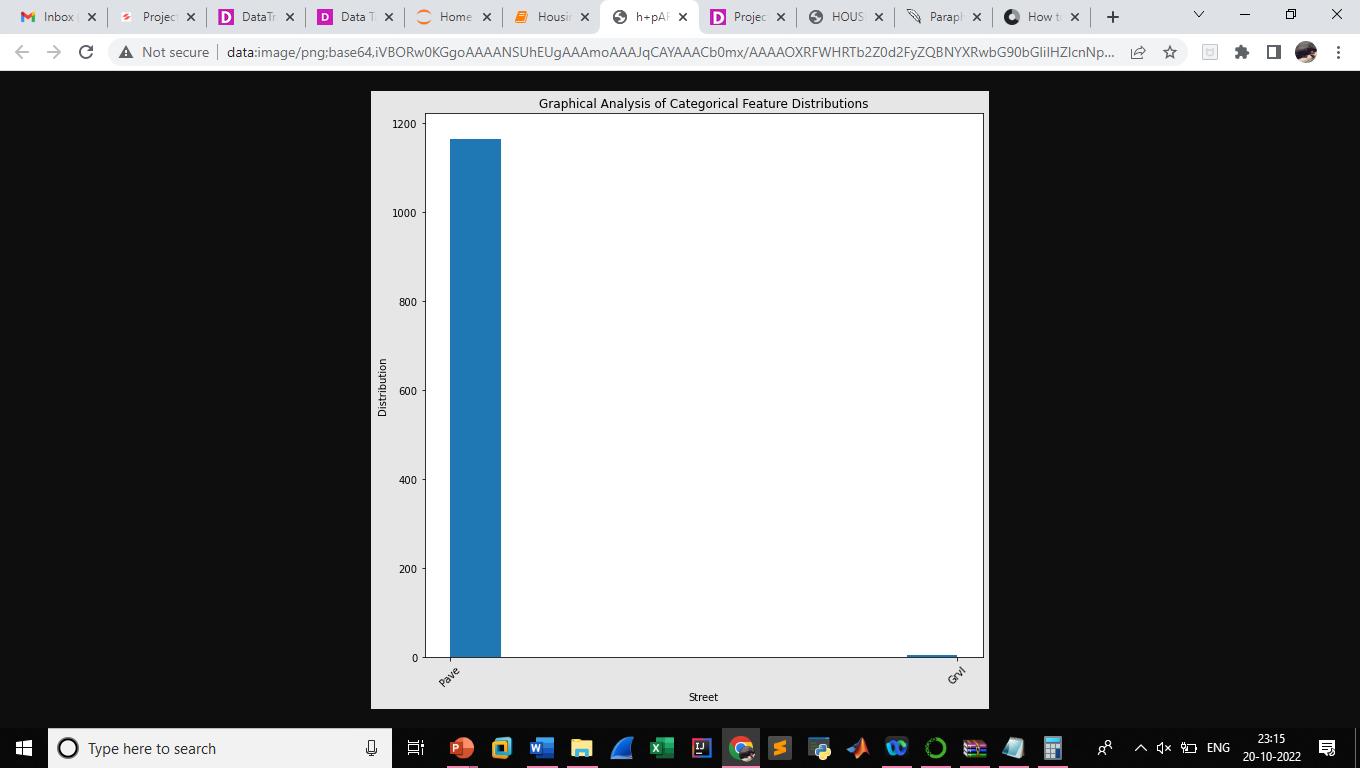 Inbox
Project
DataTr
Data T
Home
Housin
h+pAF
Projec
HOUS
Paraph
How to
Not secure
data:image/png;base64,iVBORw0KGgoAAAANSUhEUgAAAmoAAAJqCAYAAACb0mx/AAAAOXRFWHRTb2Z0d2FyZQBNYXRwbG90bGliIHZlcnNp...
Graphical Analysis of Categorical Feature Distributions
1200
1000
800
600
400
200
0
Distribution
Pave
Grvl
Street
Type here to search
ENG
23:15
20-10-2022